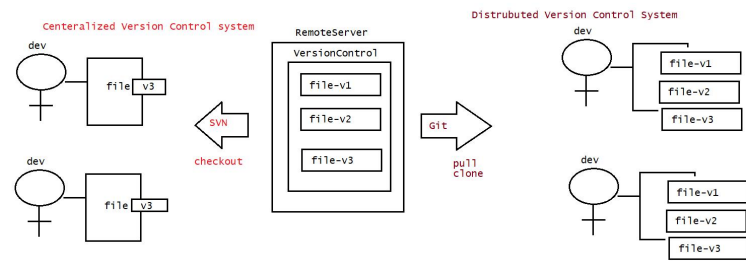 Centeralized Version Control system
dev
file
v3
dev
file
v3
SVN
checkout
RemoteServer
VersionControl
file-v1
file-v2
file-v3
Git
pull
clone
Distrubuted Version Control System
dev
file-v1
file-v2
file-v3
dev
file-v1
file-v2
file-v3